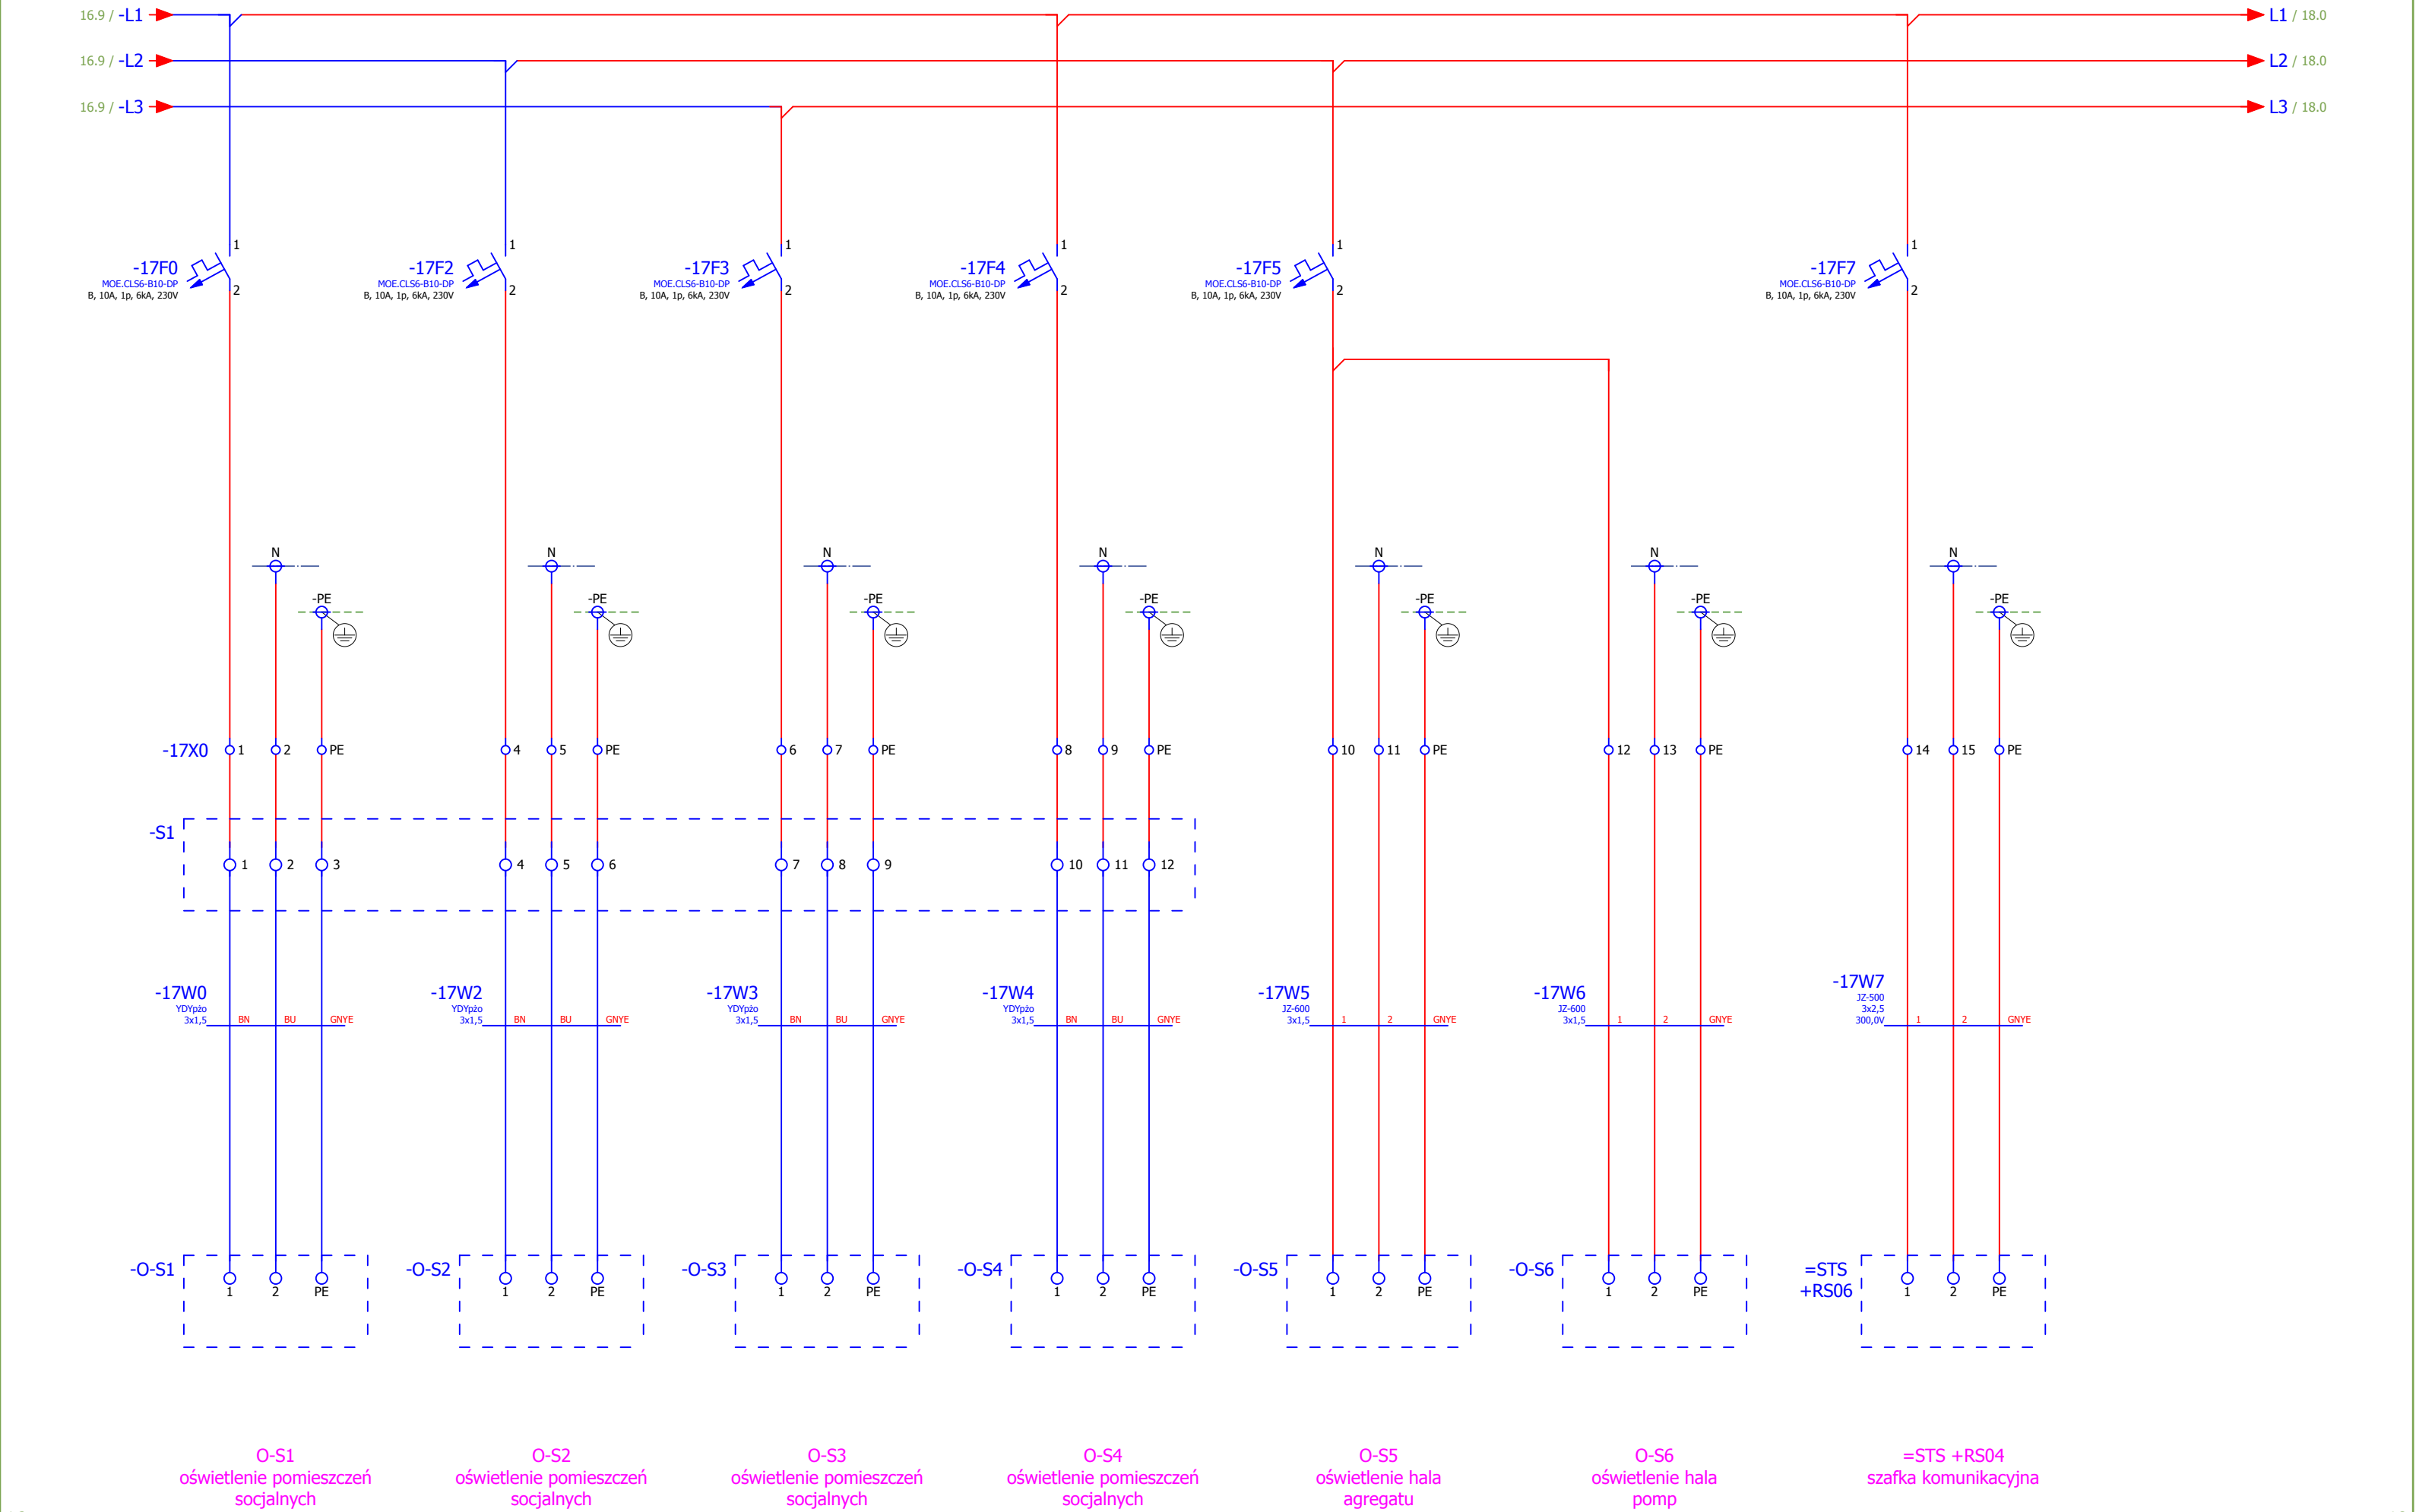 16.9 / -L1
L1 / 18.0
16.9 / -L2
L2 / 18.0
16.9 / -L3
L3 / 18.0
1 1 1 1 1 1
-17F0 -17F2 -17F3 -17F4 -17F5 -17F7
MOE.CLS6-B10-DP MOE.CLS6-B10-DP MOE.CLS6-B10-DP MOE.CLS6-B10-DP MOE.CLS6-B10-DP MOE.CLS6-B10-DP
B, 10A, 1p, 6kA, 230V B, 10A, 1p, 6kA, 230V B, 10A, 1p, 6kA, 230V B, 10A, 1p, 6kA, 230V B, 10A, 1p, 6kA, 230V B, 10A, 1p, 6kA, 230V
2 2 2 2 2 2
N N N N N N N
-PE -PE -PE -PE -PE -PE -PE
-17X0 1 2 PE 4 5 PE 6 7 PE 8 9 PE 10 11 PE 12 13 PE 14 15 PE
-S1
1 2 3 4 5 6 7 8 9 10 11 12
-17W0 -17W2 -17W3 -17W4 -17W5 -17W6 -17W7
YDYpżo YDYpżo YDYpżo YDYpżo JZ-600 JZ-600 JZ-500
3x1,5 3x1,5 3x1,5 3x1,5 3x1,5 3x1,5 3x2,5
300,0V
BN BU GNYE BN BU GNYE BN BU GNYE BN BU GNYE 1 2 GNYE 1 2 GNYE 1 2 GNYE
-O-S1 -O-S2 -O-S3 -O-S4 -O-S5 -O-S6 =STS
+RS06
1 2 PE 1 2 PE 1 2 PE 1 2 PE 1 2 PE 1 2 PE 1 2 PE
O-S1
oświetlenie pomieszczeń
socjalnych
O-S2
oświetlenie pomieszczeń
socjalnych
O-S3
oświetlenie pomieszczeń
socjalnych
O-S4
oświetlenie pomieszczeń
socjalnych
O-S5
oświetlenie hala
agregatu
O-S6
oświetlenie hala
pomp
=STS +RS04
szafka komunikacyjna